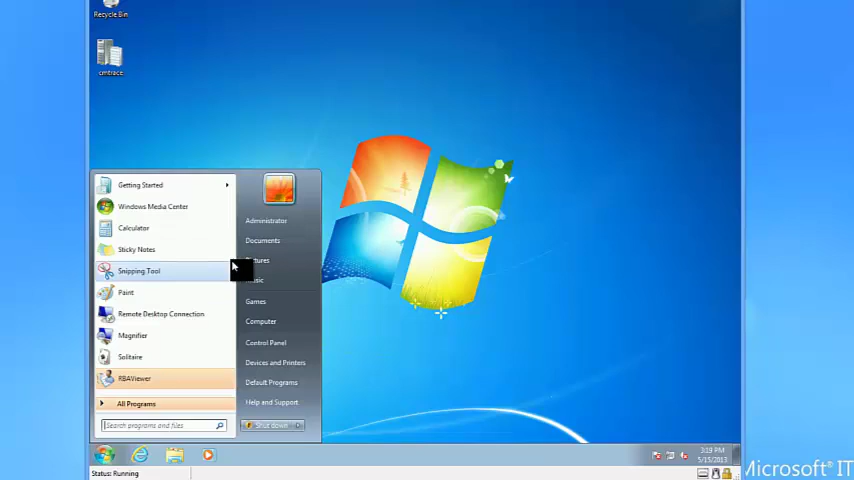 Recycle Bin
cmtrace
Getting Started
Windows Media Center
Calculator
Sticky Notes
Snipping Tool
Paint
Remote Desktop Connection
Magnifier
Solitaire
RBAViewer
All Programs
Search programs and files
Administrator
Documents
Games
Computer
Control Panel
Devices and Printers
Default Programs
Help and Support
Shut down
3:19 PM
5/15/2013
Status: Running
Microsoft® IT